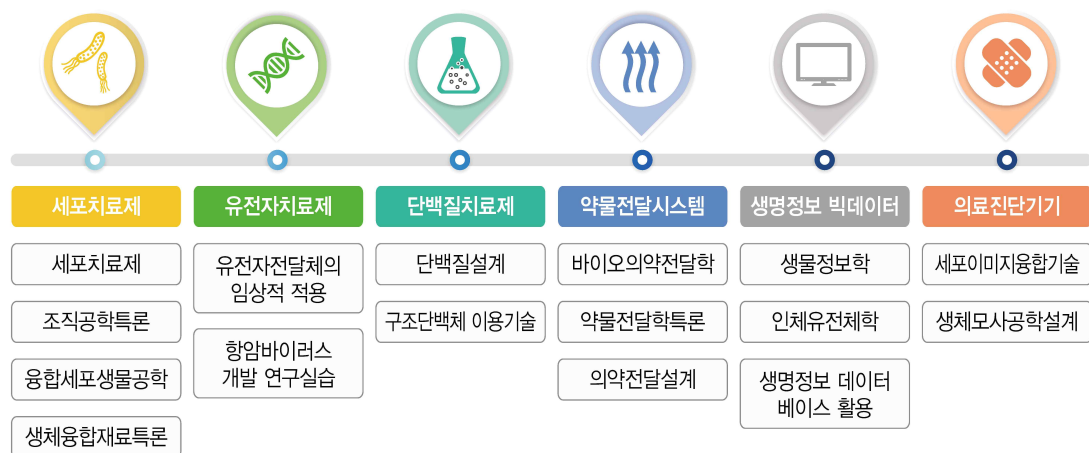 세포치료제
세포치료제
조직공학특론
융합세포생물공학
생체융합재료특론
유전자치료제
유전자전달체의
임상적 적용
항암바이러스
개발 연구실습
단백질치료제
단백질설계
구조단백체 이용기술
약물전달시스템
바이오의약전달학
약물전달학특론
의약전달설계
생명정보 빅데이터
생물정보학
인체유전체학
생명정보 데이터
베이스 활용
의료진단기기
세포이미지융합기술
생체모사공학설계